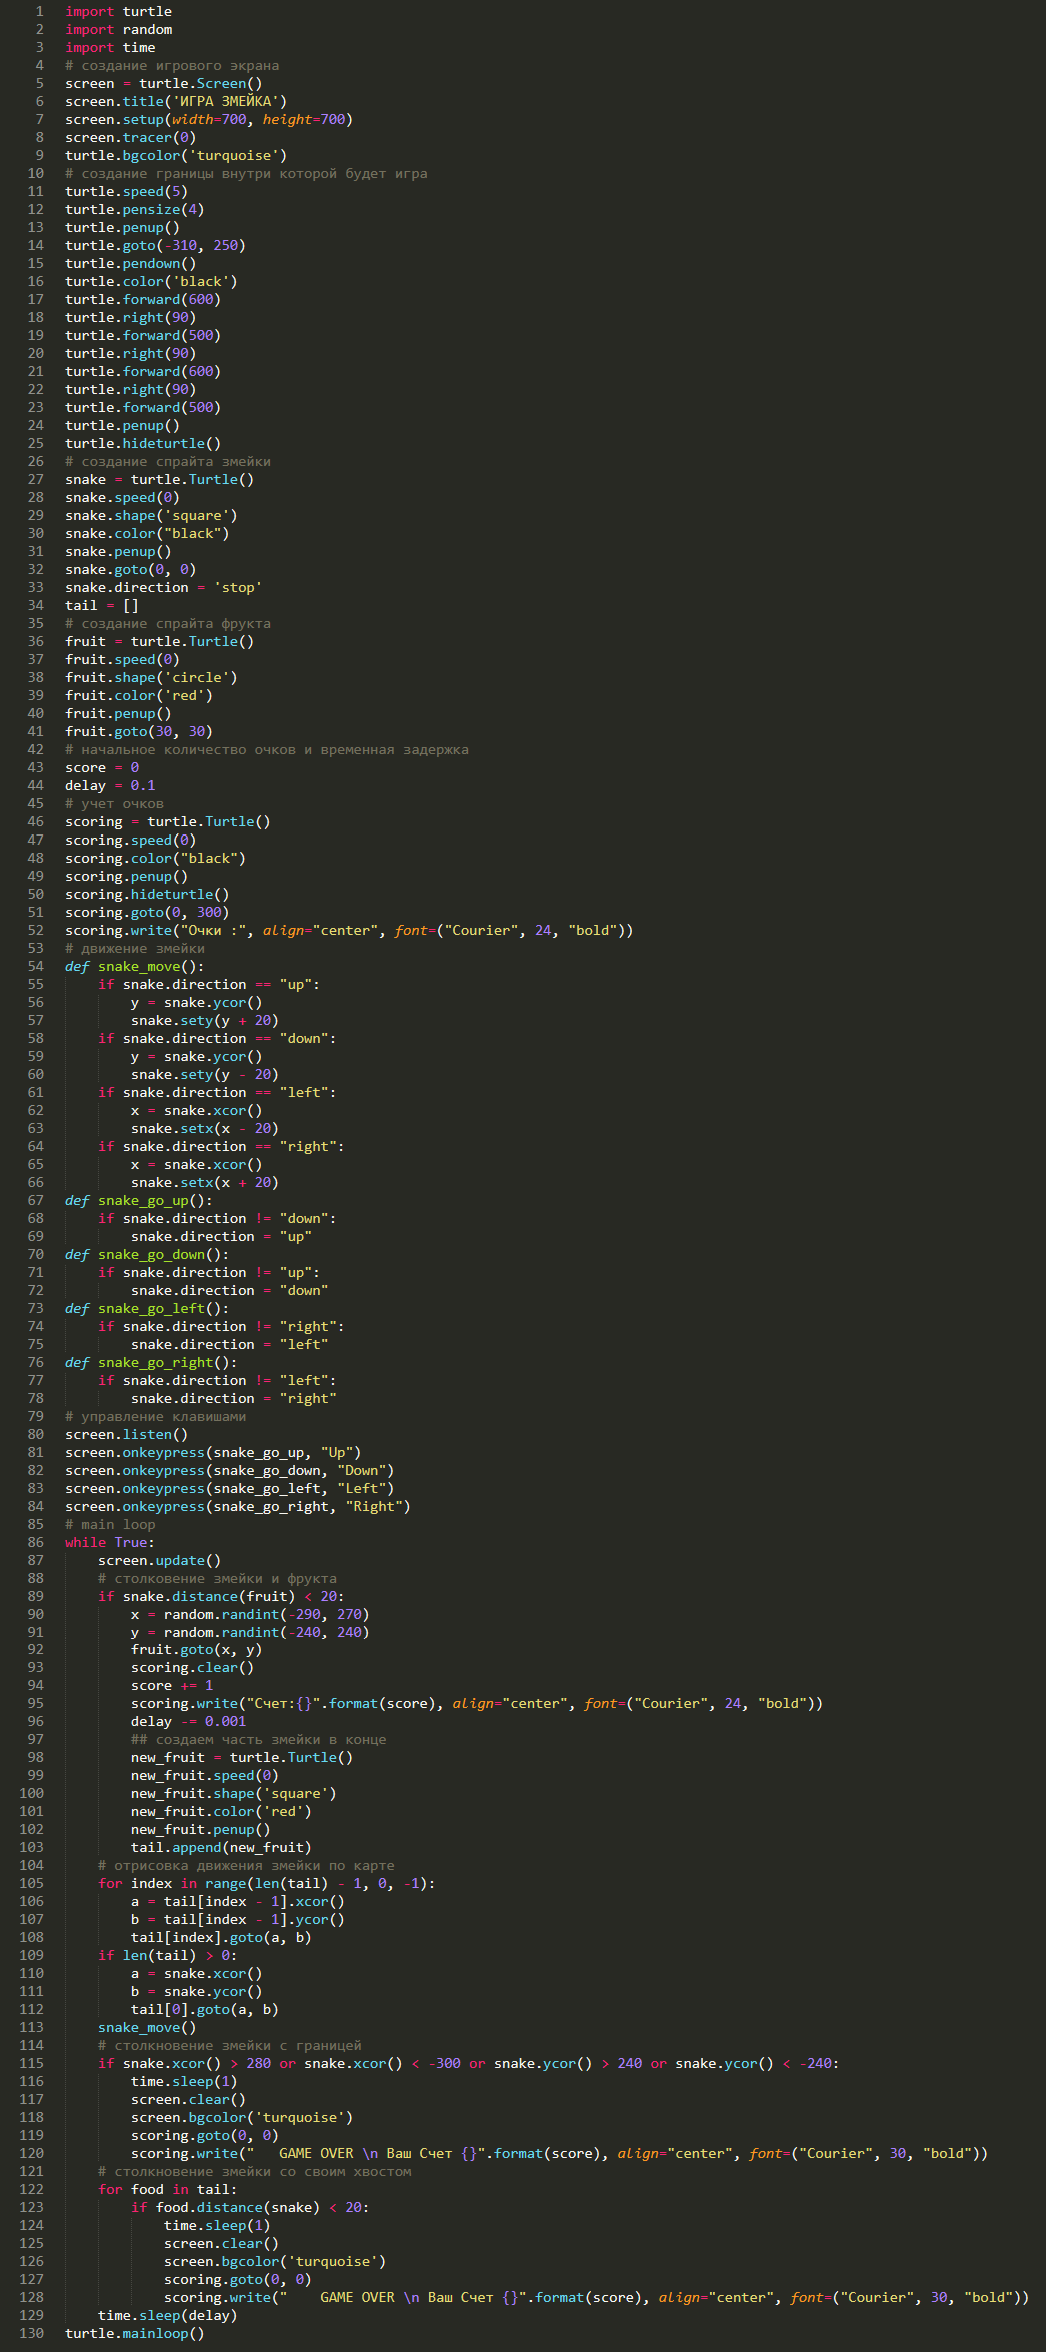 1 import turtle
2 import random
3 import time
4 # создание игрового экрана
5 screen = turtle.Screen()
6 screen.title('ИГРА ЗМЕЙКА')
7 screen.setup(width=700, height=700)
8 screen.tracer(0)
9 turtle.bgcolor('turquoise')
10 # создание границы внутри которой будет игра
11 turtle.speed(5)
12 turtle.pensize(4)
13 turtle.penup()
14 turtle.goto(-310, 250)
15 turtle.pendown()
16 turtle.color('black')
17 turtle.forward(600)
18 turtle.right(90)
19 turtle.forward(500)
20 turtle.right(90)
21 turtle.forward(600)
22 turtle.right(90)
23 turtle.forward(500)
24 turtle.penup()
25 turtle.hideturtle()
26 # создание спрайта змейки
27 snake = turtle.Turtle()
28 snake.speed(0)
29 snake.shape('square')
30 snake.color("black")
31 snake.penup()
32 snake.goto(0, 0)
33 snake.direction = 'stop'
34 tail = []
35 # создание спрайта фрукта
36 fruit = turtle.Turtle()
37 fruit.speed(0)
38 fruit.shape('circle')
39 fruit.color('red')
40 fruit.penup()
41 fruit.goto(30, 30)
42 # начальное количество очков и временная задержка
43 score = 0
44 delay = 0.1
45 # учет очков
46 scoring = turtle.Turtle()
47 scoring.speed(0)
48 scoring.color("black")
49 scoring.penup()
50 scoring.hideturtle()
51 scoring.goto(0, 300)
52 scoring.write("Очки :", align="center", font=("Courier", 24, "bold"))
53 # движение змейки
54 def snake_move():
55     if snake.direction == "up":
56         y = snake.ycor()
57         snake.sety(y + 20)
58     if snake.direction == "down":
59         y = snake.ycor()
60         snake.sety(y - 20)
61     if snake.direction == "left":
62         x = snake.xcor()
63         snake.setx(x - 20)
64     if snake.direction == "right":
65         x = snake.xcor()
66         snake.setx(x + 20)
67 def snake_go_up():
68     if snake.direction != "down":
69         snake.direction = "up"
70 def snake_go_down():
71     if snake.direction != "up":
72         snake.direction = "down"
73 def snake_go_left():
74     if snake.direction != "right":
75         snake.direction = "left"
76 def snake_go_right():
77     if snake.direction != "left":
78         snake.direction = "right"
79 # управление клавишами
80 screen.listen()
81 screen.onkeypress(snake_go_up, "Up")
82 screen.onkeypress(snake_go_down, "Down")
83 screen.onkeypress(snake_go_left, "Left")
84 screen.onkeypress(snake_go_right, "Right")
85 # main loop
86 while True:
87     screen.update()
88     # столковение змейки и фрукта
89     if snake.distance(fruit) < 20:
90         x = random.randint(-290, 270)
91         y = random.randint(-240, 240)
92         fruit.goto(x, y)
93         scoring.clear()
94         score += 1
95         scoring.write("Счет:{}".format(score), align="center", font=("Courier", 24, "bold"))
96         delay -= 0.001
97         ## создаем часть змейки в конце
98         new_fruit = turtle.Turtle()
99         new_fruit.speed(0)
100         new_fruit.shape('square')
101         new_fruit.color('red')
102         new_fruit.penup()
103         tail.append(new_fruit)
104     # отрисовка движения змейки по карте
105     for index in range(len(tail) - 1, 0, -1):
106         a = tail[index - 1].xcor()
107         b = tail[index - 1].ycor()
108         tail[index].goto(a, b)
109     if len(tail) > 0:
110         a = snake.xcor()
111         b = snake.ycor()
112         tail[0].goto(a, b)
113     snake_move()
114     # столкновение змейки с границей
115     if snake.xcor() > 280 or snake.xcor() < -300 or snake.ycor() > 240 or snake.ycor() < -240:
116         time.sleep(1)
117         screen.clear()
118         screen.bgcolor('turquoise')
119         scoring.goto(0, 0)
120         scoring.write("   GAME OVER \n Ваш Счет {}".format(score), align="center", font=("Courier", 30, "bold"))
121     # столкновение змейки со своим хвостом
122     for food in tail:
123         if food.distance(snake) < 20:
124             time.sleep(1)
125             screen.clear()
126             screen.bgcolor('turquoise')
127             scoring.goto(0, 0)
128             scoring.write("    GAME OVER \n Ваш Счет {}".format(score), align="center", font=("Courier", 30, "bold"))
129     time.sleep(delay)
130 turtle.mainloop()